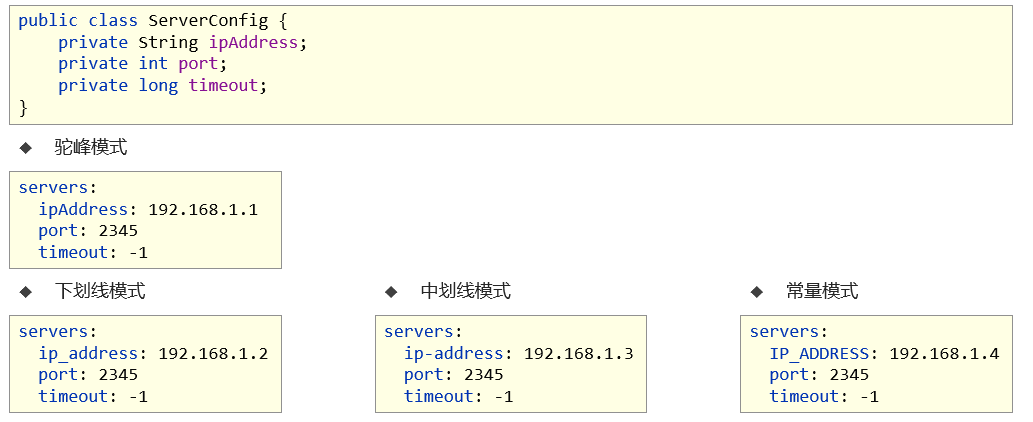 public class ServerConfig {
    private String ipAddress;
    private int port;
    private long timeout;
}
◆ 驼峰模式
servers:
  ipAddress: 192.168.1.1
  port: 2345
  timeout: -1
◆ 下划线模式
servers:
  ip_address: 192.168.1.2
  port: 2345
  timeout: -1
◆ 中划线模式
servers:
  ip-address: 192.168.1.3
  port: 2345
  timeout: -1
◆ 常量模式
servers:
  IP_ADDRESS: 192.168.1.4
  port: 2345
  timeout: -1